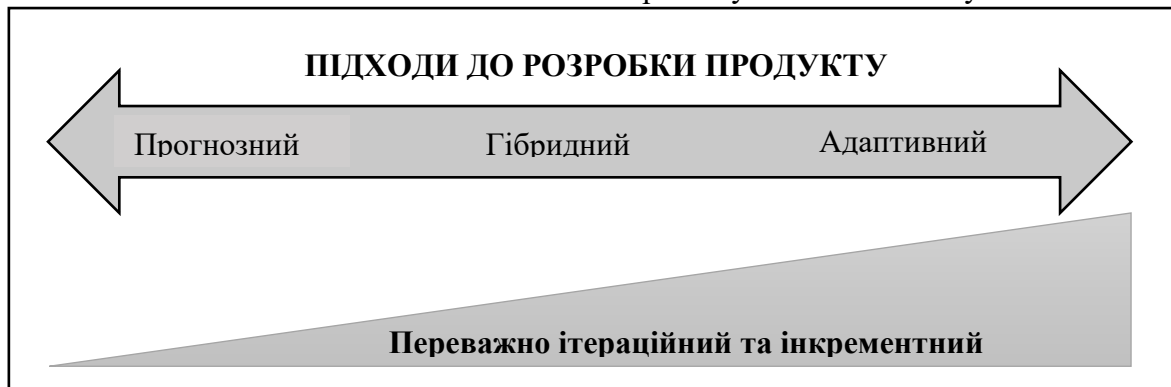 ПІДХОДИ ДО РОЗРОБКИ ПРОДУКТУ
Прогнозний Гібридний Адаптивний
Переважно ітераційний та інкрементний